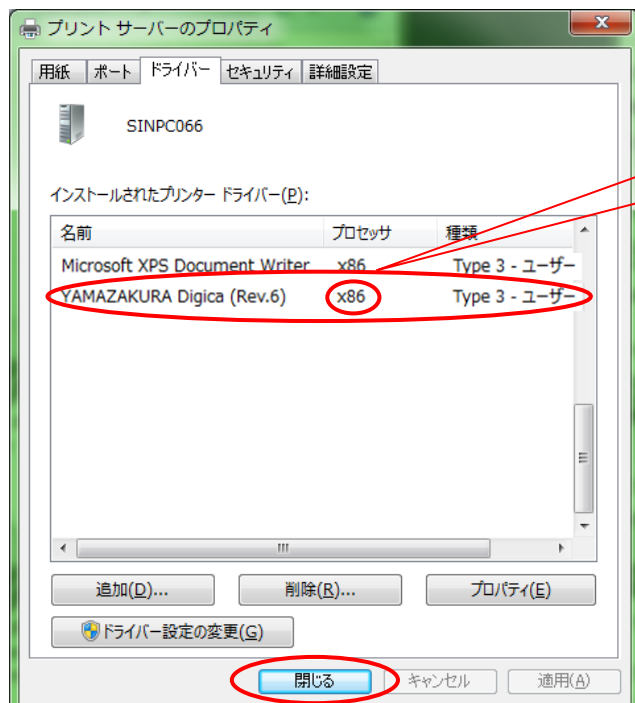 プリント サーバーのプロパティ
用紙 ポート ドライバー セキュリティ 詳細設定
SINPC066
インストールされたプリンター ドライバー(P):
名前 プロセッサ 種類
Microsoft XPS Document Writer x86 Type 3 - ユーザー
YAMAZAKURA Digica (Rev.6) x86 Type 3 - ユーザー
追加(D)... 削除(R)... プロパティ(E)
ドライバー設定の変更(G)
閉じる キャンセル 適用(A)